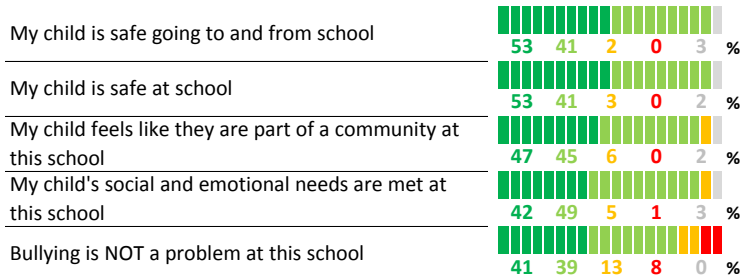 My child is safe going to and from school
53 41 2 0 3 %
My child is safe at school
53 41 3 0 2 %
My child feels like they are part of a community at
this school
47 45 6 0 2 %
My child's social and emotional needs are met at
this school
42 49 5 1 3 %
Bullying is NOT a problem at this school
41 39 13 8 0 %